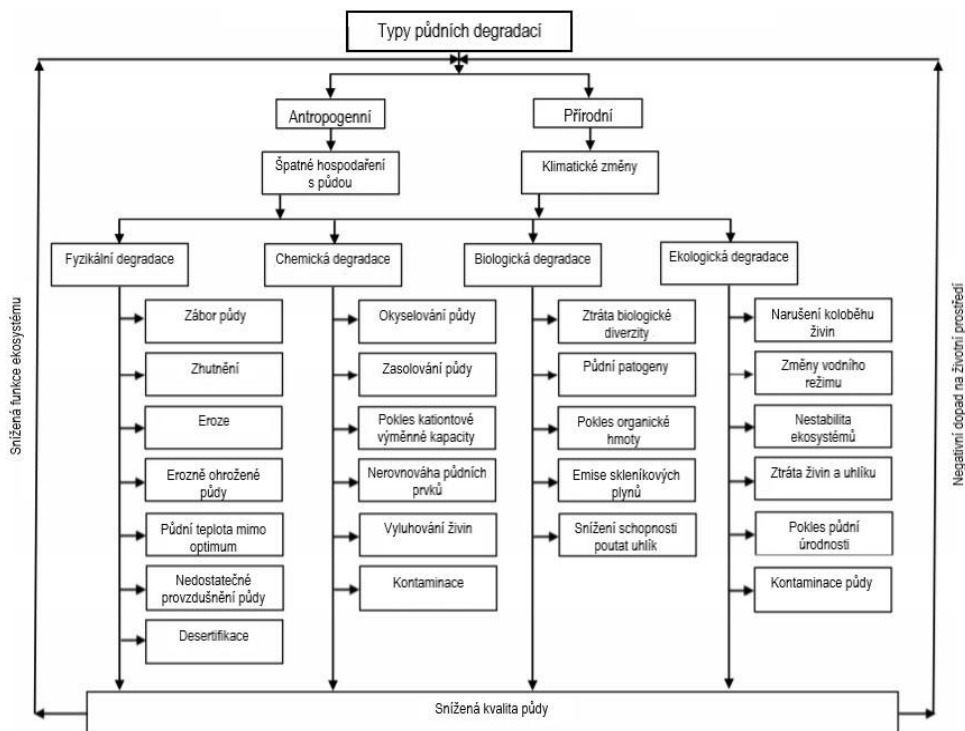 Typy půdních degradací
Antropogenní
Přírodní
Špatné hospodaření
s půdou
Klimatické změny
Fyzikální degradace
Chemická degradace
Biologická degradace
Ekologická degradace
Zábor půdy
Zhutnění
Eroze
Erozně ohrožené
půdy
Půdní teplota mimo
optimum
Nedostatečné
provzdušnění půdy
Desertifikace
Okyselování půdy
Zasolování půdy
Pokles kationtové
výměnné kapacity
Nerovnováha půdních
prvků
Vyluhování živin
Kontaminace
Ztráta biologické
diverzity
Půdní patogeny
Pokles organické
hmoty
Emise skleníkových
plynů
Snížení schopnosti
poutat uhlík
Narušení koloběhu
živin
Změny vodního
režimu
Nestabilita
ekosystémů
Ztráta živin a uhlíku
Pokles půdní
úrodnosti
Kontaminace půdy
Snížená kvalita půdy
Snížená funkce ekosystému
Negativní dopad na životní prostředí